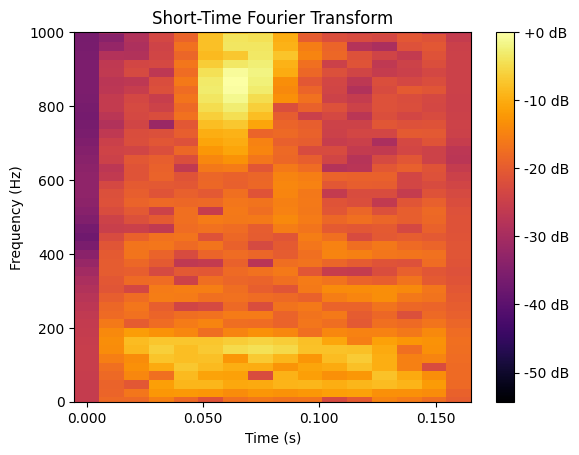 Short-Time Fourier Transform
1000
800
600
400
200
0
Frequency (Hz)
0.000
0.050
0.100
0.150
Time (s)
+0 dB
-10 dB
-20 dB
-30 dB
-40 dB
-50 dB